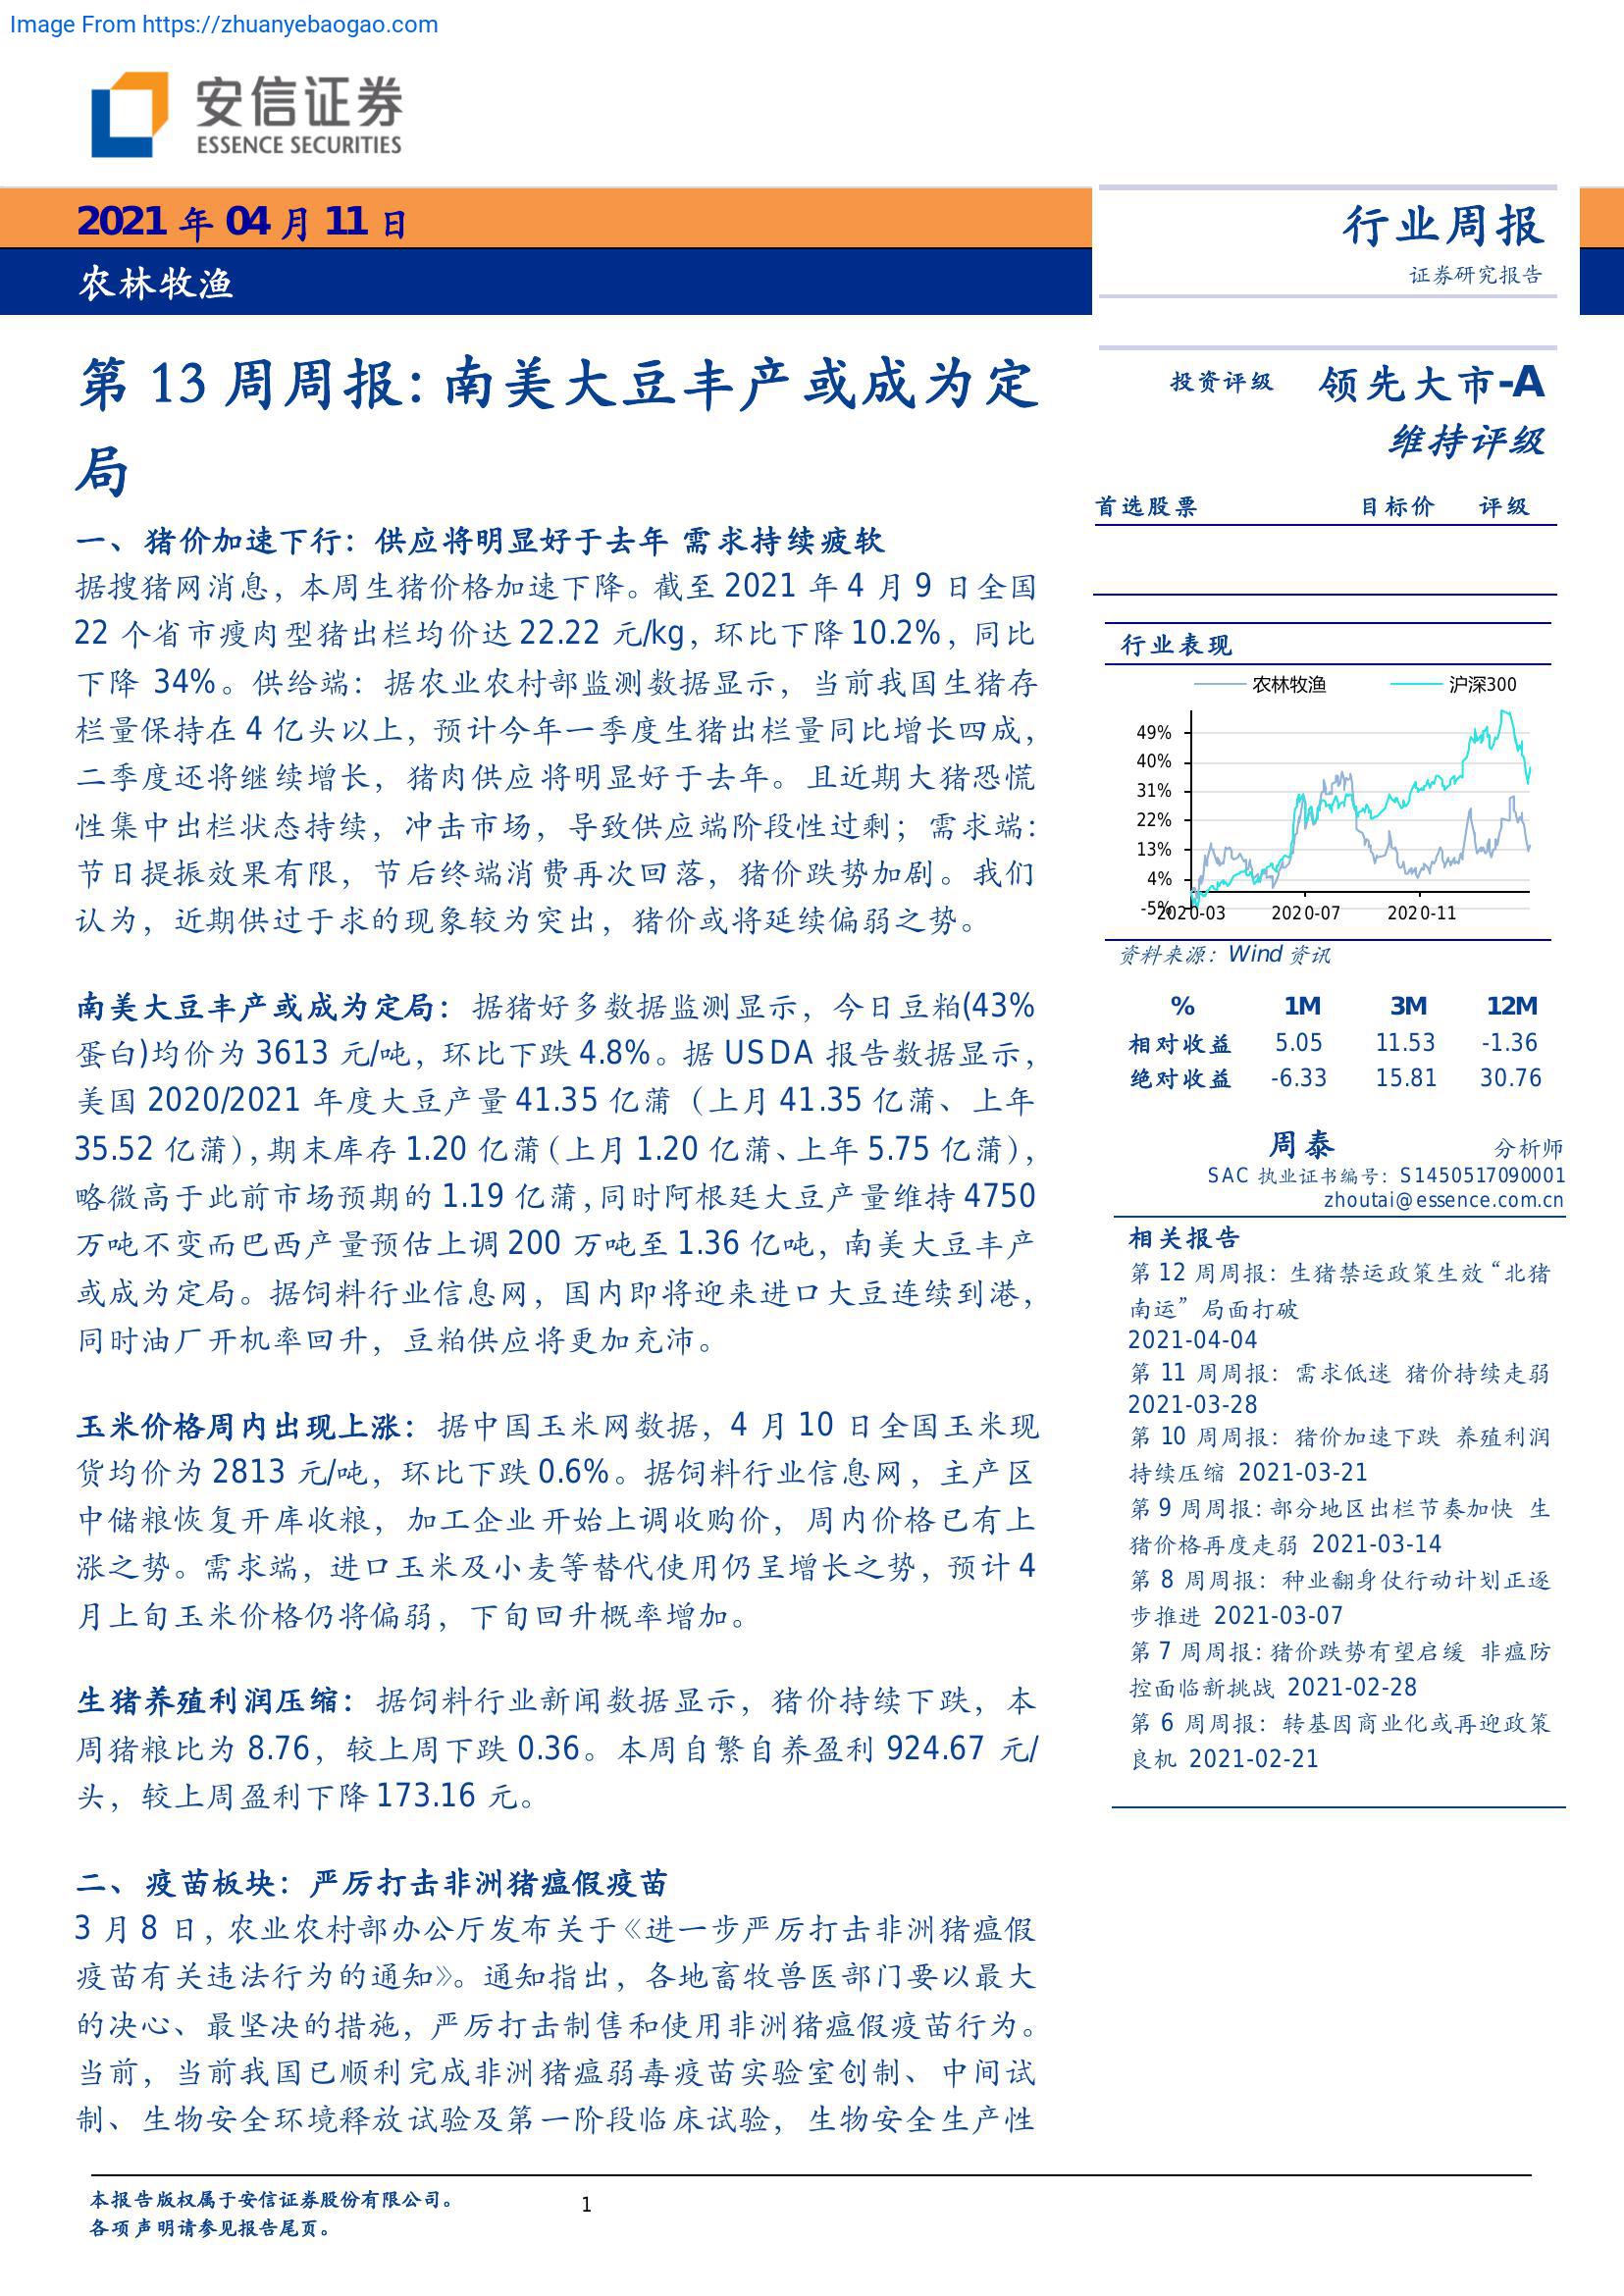 Image From https://zhuanyebaogao.com
安信证券
ESSENCE SECURITIES
2021 年 04 月 11 日
农林牧渔
行业周报
证券研究报告
第 13 周周报：南美大豆丰产或成为定
局
一、猪价加速下行：供应将明显好于去年 需求持续疲软
据搜猪网消息，本周生猪价格加速下降。截至 2021 年 4 月 9 日全国
22 个省市瘦肉型猪出栏均价达 22.22 元/kg，环比下降 10.2%，同比
下降 34%。供给端：据农业农村部监测数据显示，当前我国生猪存
栏量保持在 4 亿头以上，预计今年一季度生猪出栏量同比增长四成，
二季度还将继续增长，猪肉供应将明显好于去年。且近期大猪恐慌
性集中出栏状态持续，冲击市场，导致供应端阶段性过剩；需求端：
节日提振效果有限，节后终端消费再次回落，猪价跌势加剧。我们
认为，近期供过于求的现象较为突出，猪价或将延续偏弱之势。
南美大豆丰产或成为定局：据猪好多数据监测显示，今日豆粕(43%
蛋白)均价为 3613 元/吨，环比下跌 4.8%。据 USDA 报告数据显示，
美国 2020/2021 年度大豆产量 41.35 亿蒲（上月 41.35 亿蒲、上年
35.52 亿蒲），期末库存 1.20 亿蒲（上月 1.20 亿蒲、上年 5.75 亿蒲），
略微高于此前市场预期的 1.19 亿蒲，同时阿根廷大豆产量维持 4750
万吨不变而巴西产量预估上调 200 万吨至 1.36 亿吨，南美大豆丰产
或成为定局。据饲料行业信息网，国内即将迎来进口大豆连续到港，
同时油厂开机率回升，豆粕供应将更加充沛。
玉米价格周内出现上涨：据中国玉米网数据，4 月 10 日全国玉米现
货均价为 2813 元/吨，环比下跌 0.6%。据饲料行业信息网，主产区
中储粮恢复开库收粮，加工企业开始上调收购价，周内价格已有上
涨之势。需求端，进口玉米及小麦等替代使用仍呈增长之势，预计 4
月上旬玉米价格仍将偏弱，下旬回升概率增加。
生猪养殖利润压缩：据饲料行业新闻数据显示，猪价持续下跌，本
周猪粮比为 8.76，较上周下跌 0.36。本周自繁自养盈利 924.67 元/
头，较上周盈利下降 173.16 元。
二、疫苗板块：严厉打击非洲猪瘟假疫苗
3 月 8 日，农业农村部办公厅发布关于《进一步严厉打击非洲猪瘟假
疫苗有关违法行为的通知》。通知指出，各地畜牧兽医部门要以最大
的决心、最坚决的措施，严厉打击制售和使用非洲猪瘟假疫苗行为。
当前，当前我国已顺利完成非洲猪瘟弱毒疫苗实验室创制、中间试
制、生物安全环境释放试验及第一阶段临床试验，生物安全生产性
投资评级 领先大市-A
维持评级
首选股票 目标价 评级
行业表现
农林牧渔 沪深300
49%
40%
31%
22%
13%
4%
-5%
2020-03 2020-07 2020-11
资料来源：Wind 资讯
% 1M 3M 12M
相对收益 5.05 11.53 -1.36
绝对收益 -6.33 15.81 30.76
周泰 分析师
SAC 执业证书编号：S1450517090001
zhoutai@essence.com.cn
相关报告
第 12 周周报：生猪禁运政策生效 “北猪
南运” 局面打破
2021-04-04
第 11 周周报：需求低迷 猪价持续走弱
2021-03-28
第 10 周周报：猪价加速下跌 养殖利润
持续压缩 2021-03-21
第 9 周周报：部分地区出栏节奏加快 生
猪价格再度走弱 2021-03-14
第 8 周周报：种业翻身仗行动计划正逐
步推进 2021-03-07
第 7 周周报：猪价跌势有望启缓 非瘟防
控面临新挑战 2021-02-28
第 6 周周报：转基因商业化或再迎政策
良机 2021-02-21
本报告版权属于安信证券股份有限公司。
各项声明请参见报告尾页。
1